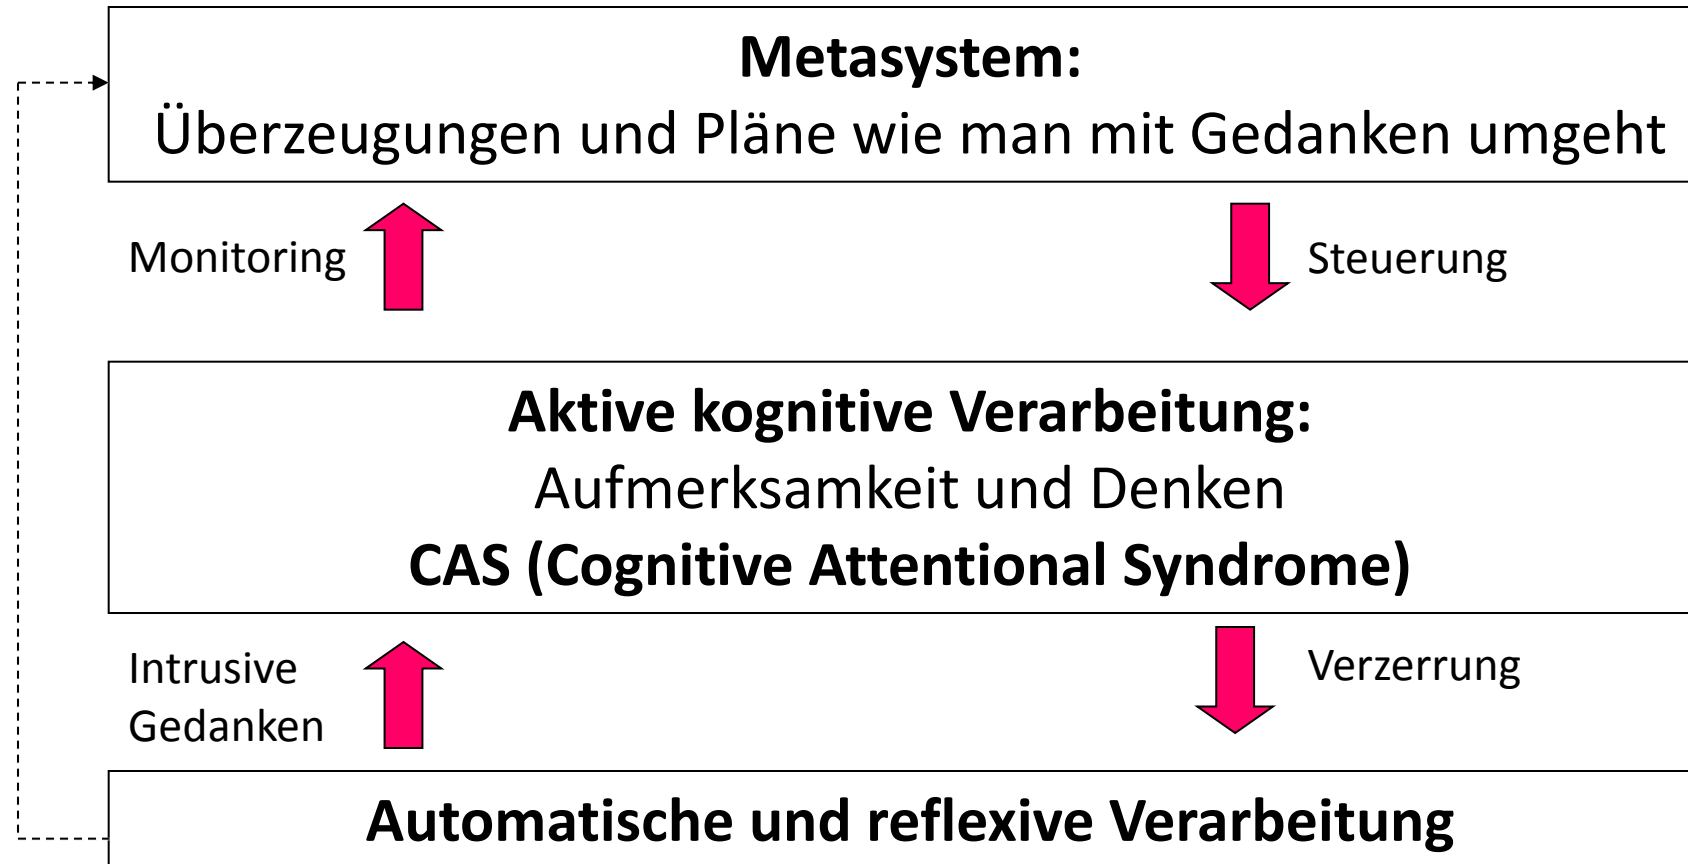 Metasystem:
Überzeugungen und Pläne wie man mit Gedanken umgeht
Monitoring
Steuerung
Aktive kognitive Verarbeitung:
Aufmerksamkeit und Denken
CAS (Cognitive Attentional Syndrome)
Intrusive
Gedanken
Verzerrung
Automatische und reflexive Verarbeitung